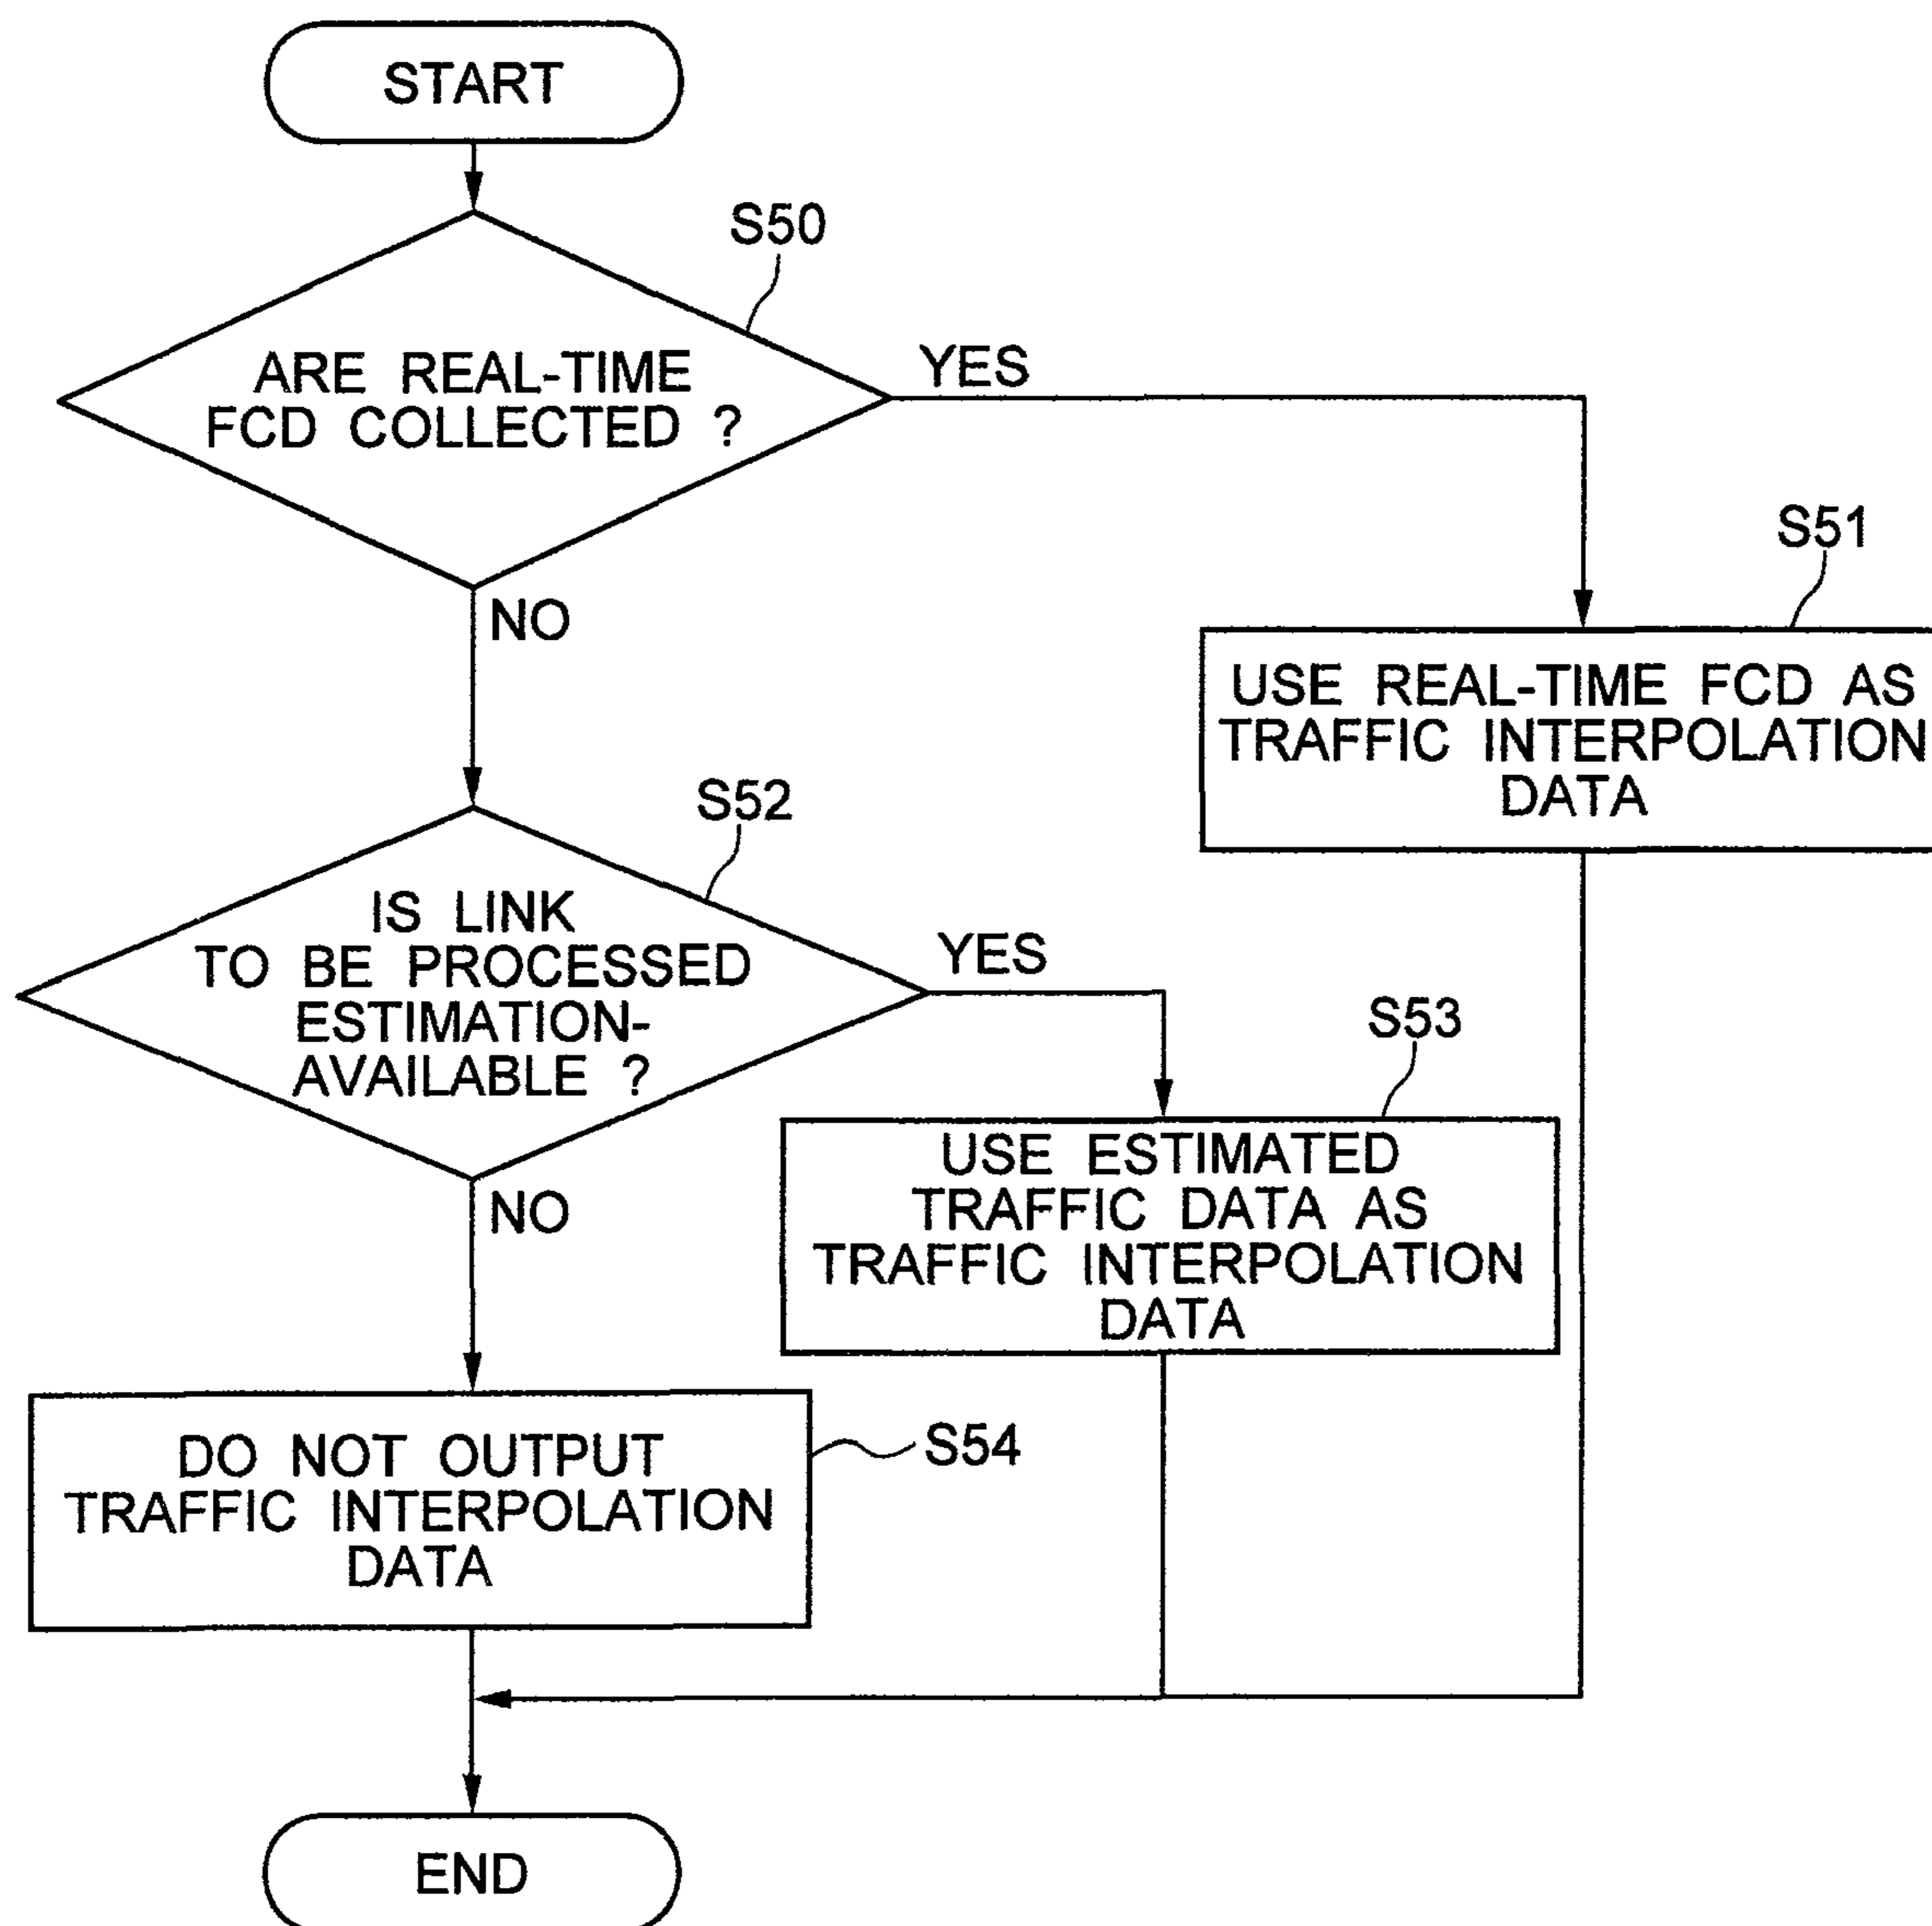 START
S50
ARE REAL-TIME
FCD COLLECTED ?
YES
NO
S51
USE REAL-TIME FCD AS
TRAFFIC INTERPOLATION
DATA
S52
IS LINK
TO BE PROCESSED
ESTIMATION-
AVAILABLE ?
YES
NO
S53
USE ESTIMATED
TRAFFIC DATA AS
TRAFFIC INTERPOLATION
DATA
S54
DO NOT OUTPUT
TRAFFIC INTERPOLATION
DATA
END